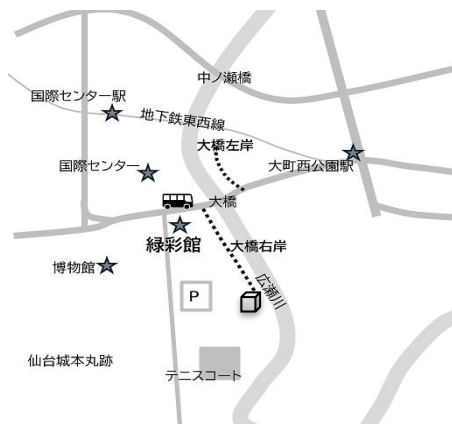 中ノ瀬橋
国際センター駅
地下鉄東西線
大橋左岸
大町西公園駅
国際センター
大橋
緑彩館
大橋右岸
博物館
広瀬川
P
仙台城本丸跡
テニスコート